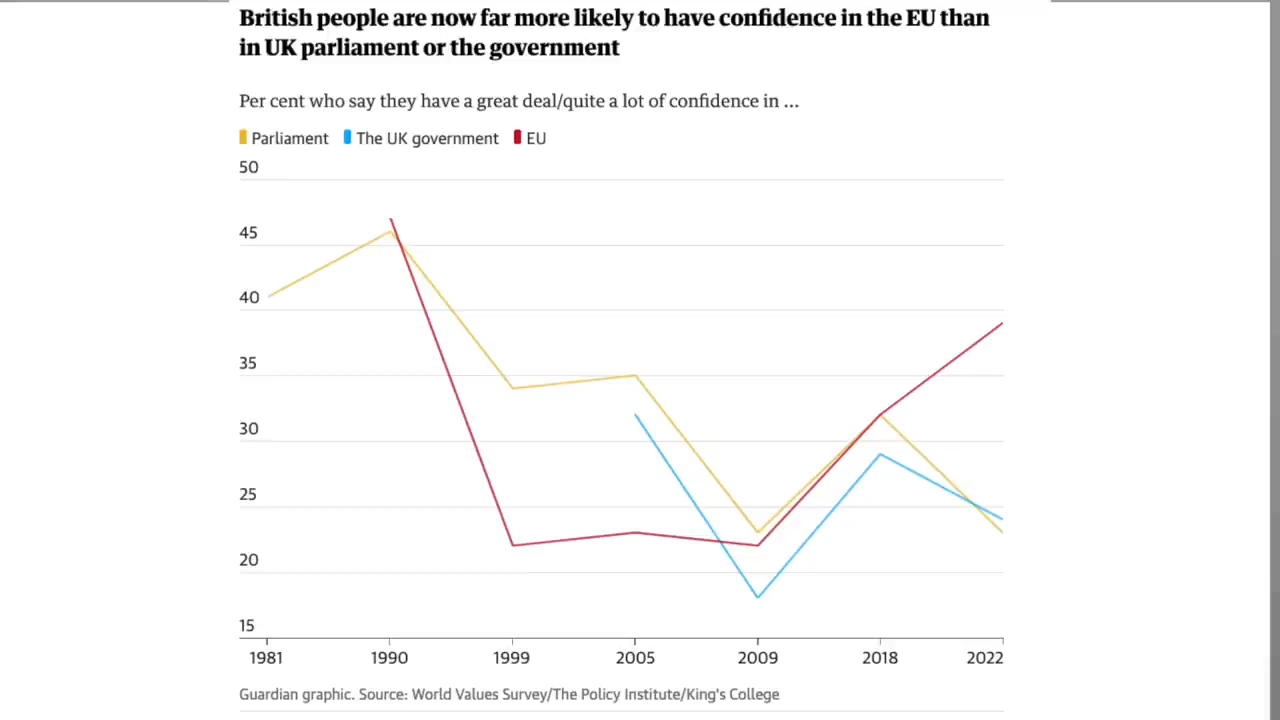 British people are now far more likely to have confidence in the EU than
in UK parliament or the government
Per cent who say they have a great deal/quite a lot of confidence in ...
Parliament The UK government EU
50
45
40
35
30
25
20
15
1981 1990 1999 2005 2009 2018 2022
Guardian graphic. Source: World Values Survey/The Policy Institute/King's College